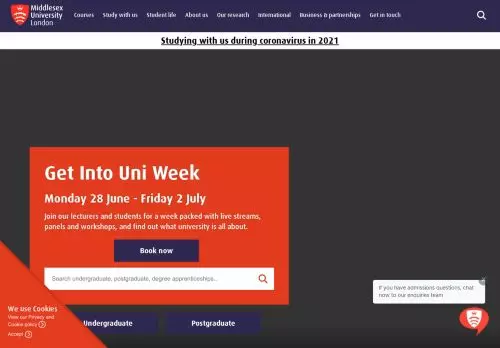 Middlesex
University
London
Courses
Study with us
Student life
About us
Our research
International
Business & partnerships
Get in touch
Studying with us during coronavirus in 2021
Get Into Uni Week
Monday 28 June - Friday 2 July
Join our lecturers and students for a week packed with live streams,
panels and workshops, and find out what university is all about.
Book now
Search undergraduate, postgraduate, degree apprenticeships...
If you have admissions questions, chat
now to our enquiries team
We use Cookies
View our Privacy and
Cookie policy
Accept
Undergraduate
Postgraduate